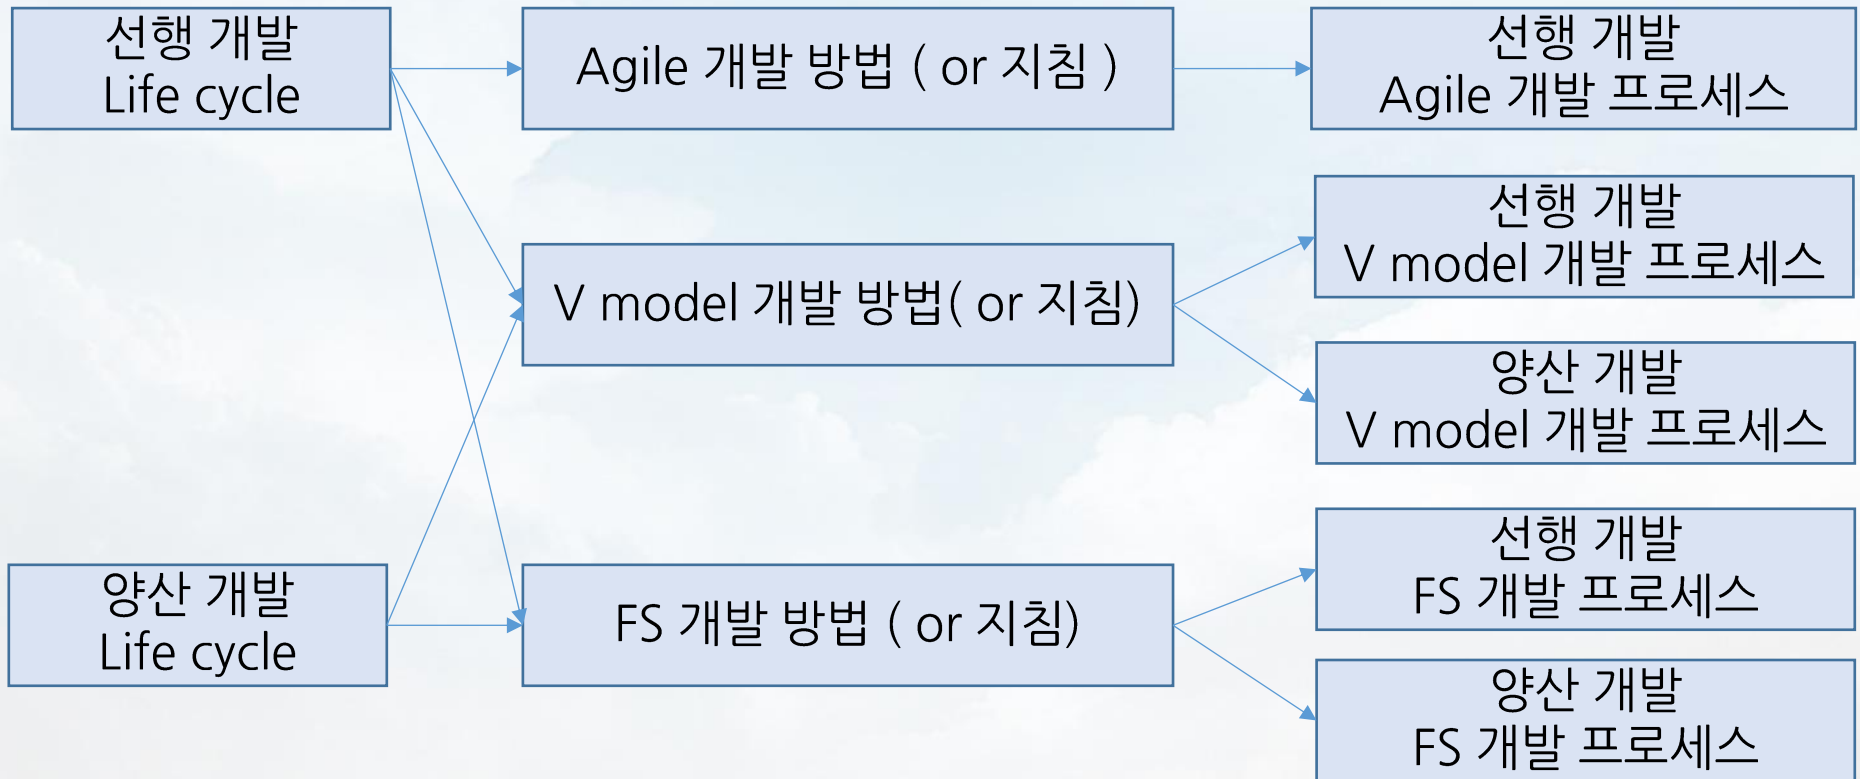 선행 개발
Life cycle
Agile 개발 방법 ( or 지침 )
선행 개발
Agile 개발 프로세스
선행 개발
V model 개발 프로세스
V model 개발 방법( or 지침)
양산 개발
V model 개발 프로세스
양산 개발
Life cycle
FS 개발 방법 ( or 지침)
선행 개발
FS 개발 프로세스
양산 개발
FS 개발 프로세스